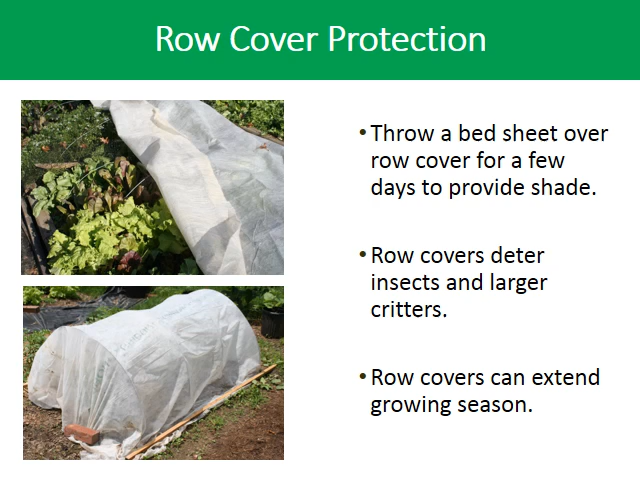 Row Cover Protection
•Throw a bed sheet over
row cover for a few
days to provide shade.
•Row covers deter
insects and larger
critters.
•Row covers can extend
growing season.